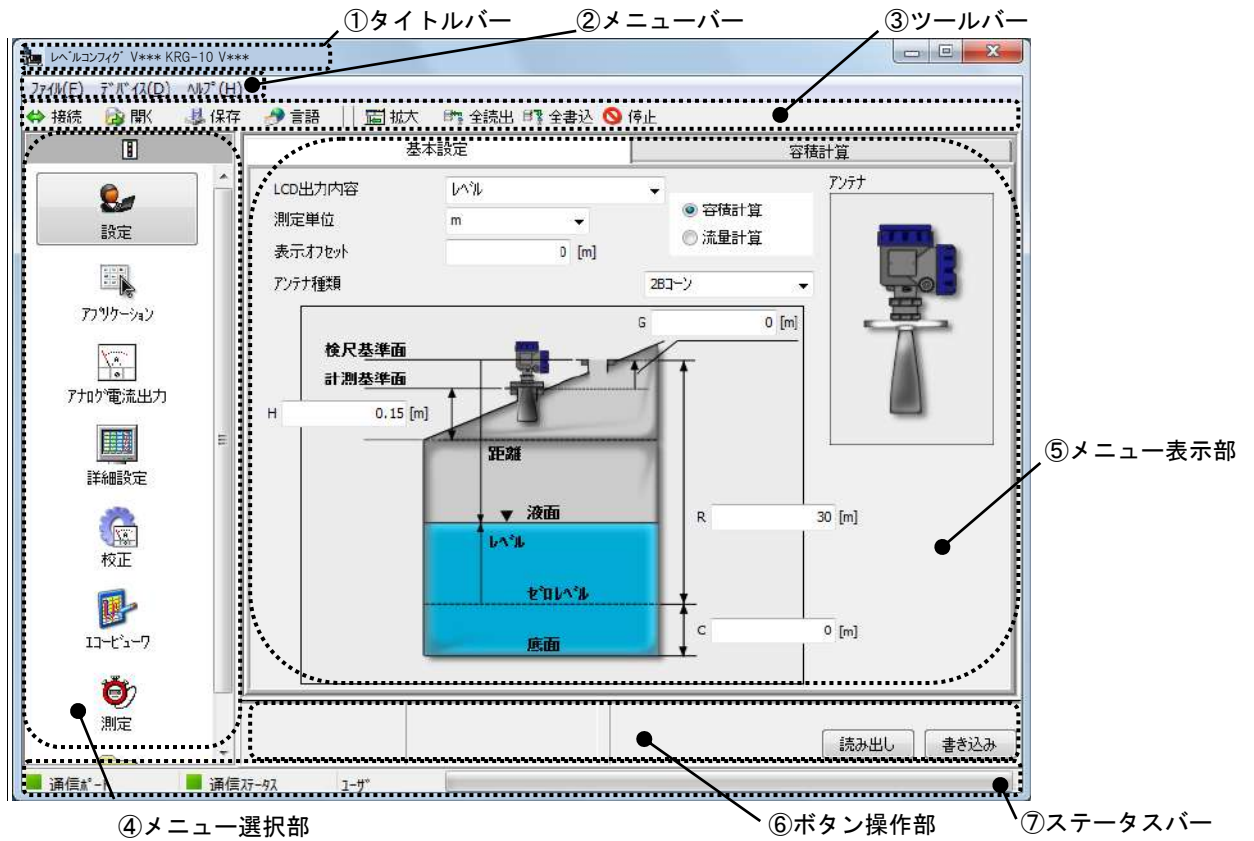 ①タイトルバー
②メニューバー
③ツールバー
ﾚﾍﾞﾙｺﾝﾌｨｸﾞ V*** KRG-10 V***
ﾌｧｲﾙ(F) ﾃﾞﾊﾞｲｽ(D) ﾍﾙﾌﾟ(H)
接続 開く 保存 言語 拡大 全読出 全書込 停止
設定
ｱﾌﾟﾘｹｰｼｮﾝ
ｱﾅﾛｸﾞ電流出力
詳細設定
校正
ｴｺｰﾋﾞｭｰﾜ
測定
基本設定
容積計算
LCD出力内容
ﾚﾍﾞﾙ
測定単位
m
表示ｵﾌｾｯﾄ
0 [m]
容積計算
流量計算
ｱﾝﾃﾅ種類
2Bｺｰﾝ
ｱﾝﾃﾅ
G 0 [m]
検尺基準面
計測基準面
H 0.15 [m]
距離
液面
ﾚﾍﾞﾙ
ｾﾞﾛﾚﾍﾞﾙ
底面
R 30 [m]
C 0 [m]
⑤メニュー表示部
読み出し
書き込み
通信ﾎﾟｰﾄ
通信ｽﾃｰﾀｽ
ﾕｰｻﾞ
④メニュー選択部
⑥ボタン操作部
⑦ステータスバー